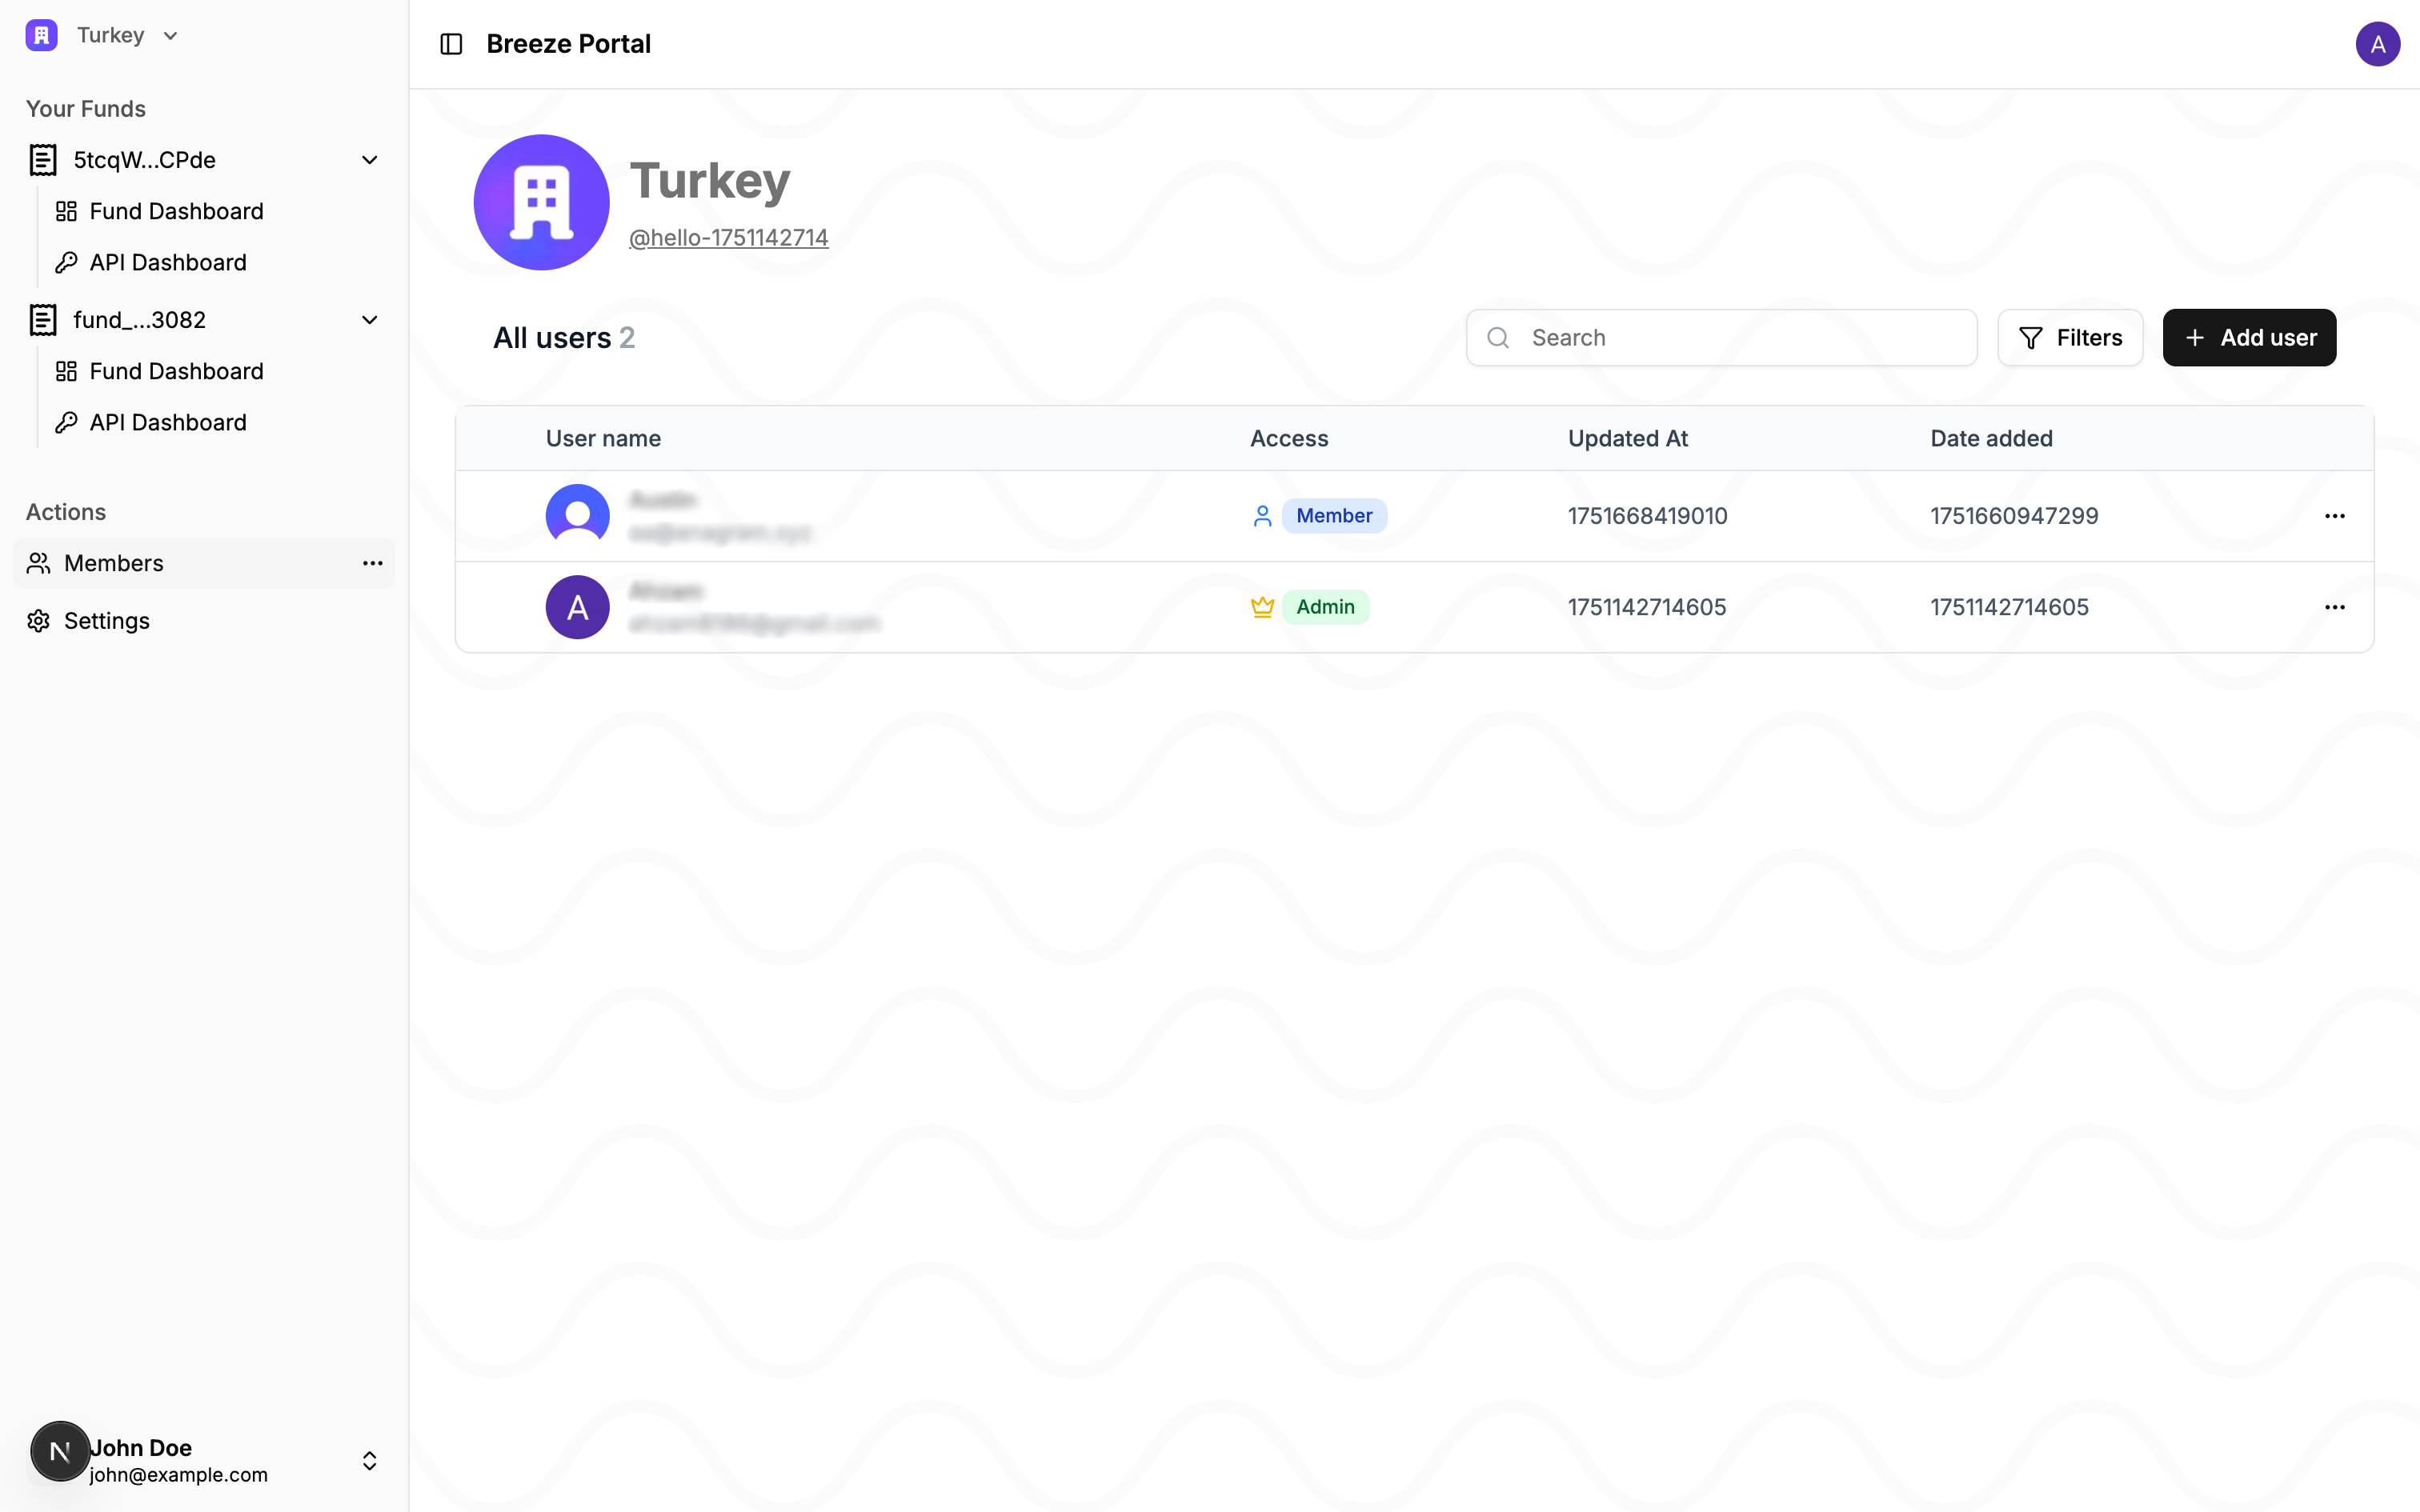 Turkey
Your Funds
5tcqW...CPde
Fund Dashboard
API Dashboard
fund_...3082
Fund Dashboard
API Dashboard
Actions
Members
Settings
N
John Doe
john@example.com
Breeze Portal
A
Turkey
@hello-1751142714
All users 2
Search
Filters
Add user
User name Access Updated At Date added
Member 1751668419010 1751660947299
A Admin 1751142714605 1751142714605